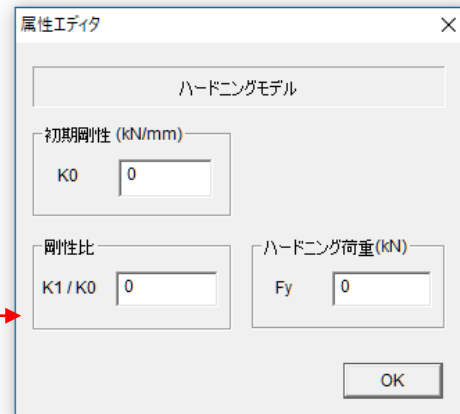 属性エディタ
ハードニングモデル
初期剛性 (kN/mm)
K0 0
剛性比
K1 / K0 0
ハードニング荷重(kN)
Fy 0
OK